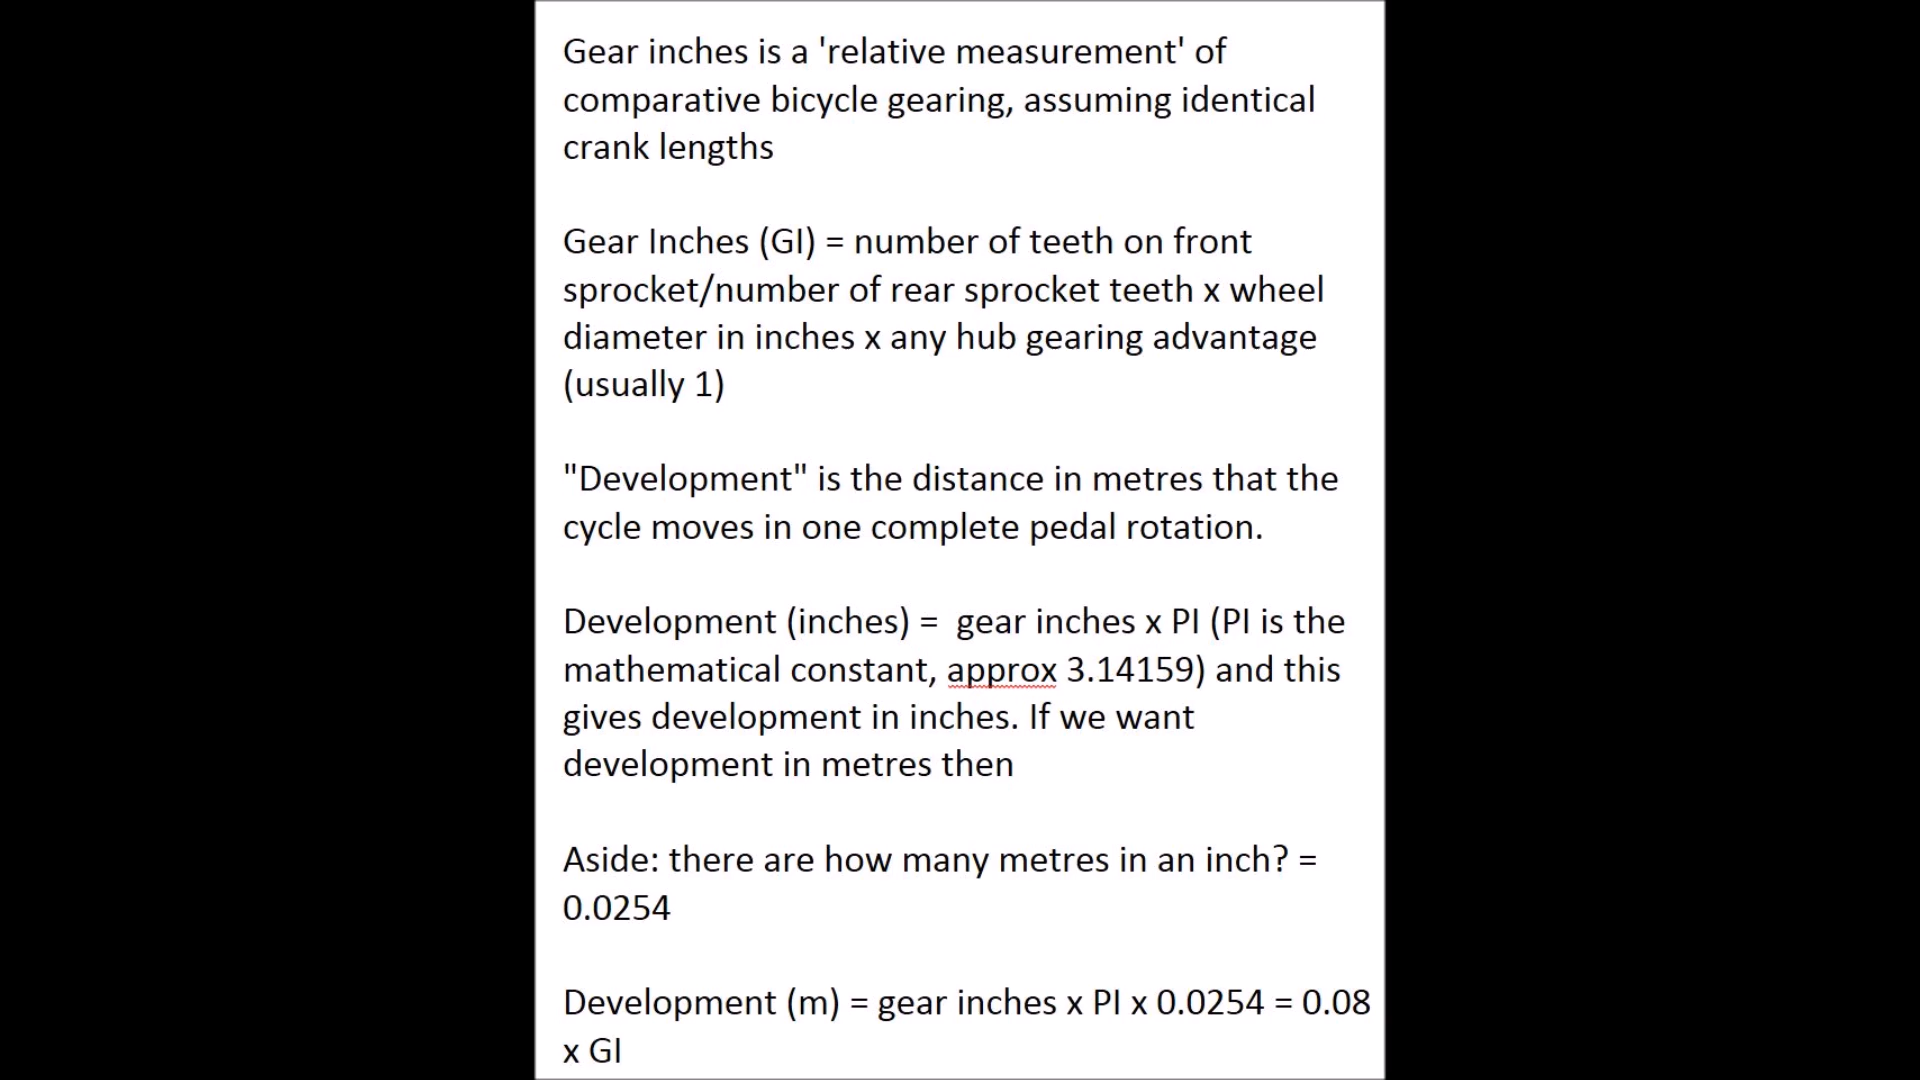 Gear inches is a 'relative measurement' of
comparative bicycle gearing, assuming identical
crank lengths
Gear Inches (GI) = number of teeth on front
sprocket/number of rear sprocket teeth x wheel
diameter in inches x any hub gearing advantage
(usually 1)
"Development" is the distance in metres that the
cycle moves in one complete pedal rotation.
Development (inches) =  gear inches x PI (PI is the
mathematical constant, approx 3.14159) and this
gives development in inches. If we want
development in metres then
Aside: there are how many metres in an inch? =
0.0254
Development (m) = gear inches x PI x 0.0254 = 0.08
x GI